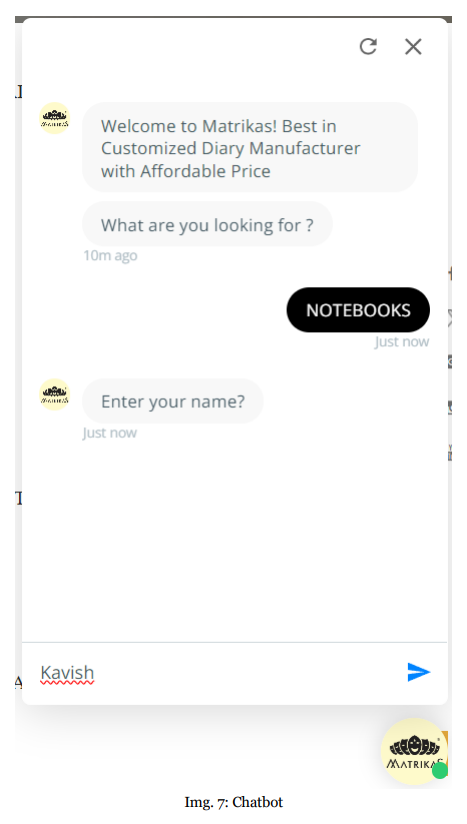 Welcome to Matrikas! Best in
Customized Diary Manufacturer
with Affordable Price
What are you looking for ?
10m ago
NOTEBOOKS
Just now
Enter your name?
Just now
Kavish
MATRIKAS
Img. 7: Chatbot